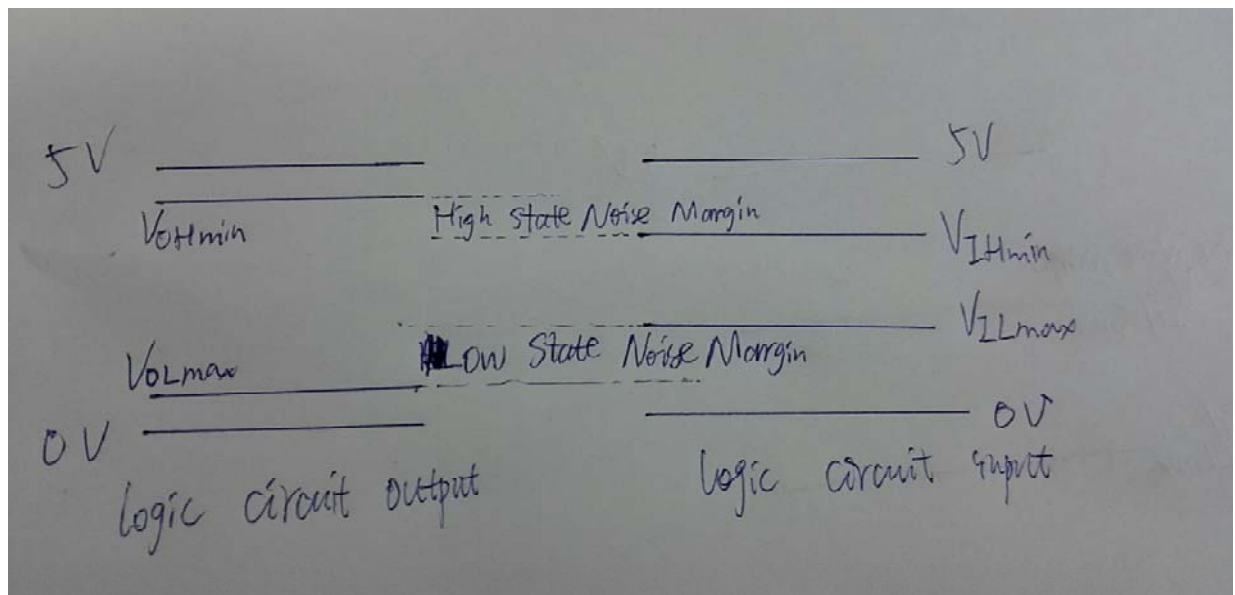 5V
5V
VOHmin
High State Noise Margin
VIHmin
VILmax
VOLmax
Low State Noise Marrgin
0V
0V
Logic circuit output
Logic circuit input